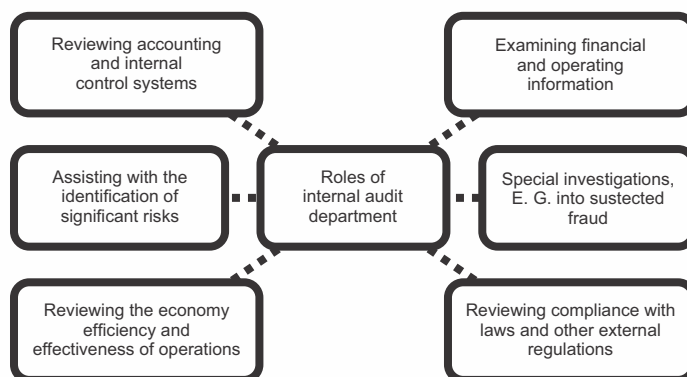 Reviewing accounting
and internal
control systems
Examining financial
and operating
information
Assisting with the
identification of
significant risks
Roles of
internal audit
department
Special investigations,
E. G. into sustected
fraud
Reviewing the economy
efficiency and
effectiveness of operations
Reviewing compliance with
laws and other external
regulations